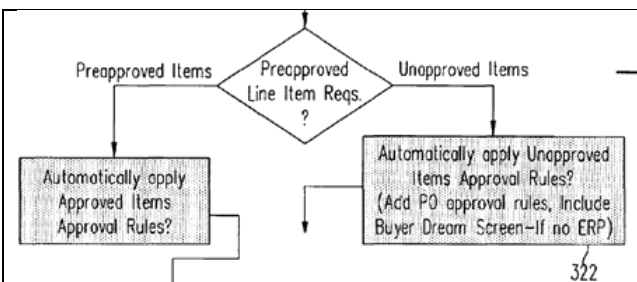 Preapproved Items
Preapproved
Line Item Reqs.
?
Unapproved Items
Automatically apply
Approved Items
Approval Rules?
Automatically apply Unapproved
Items Approval Rules?
(Add PO approval rules, Include
Buyer Dream Screen-If no ERP)
322